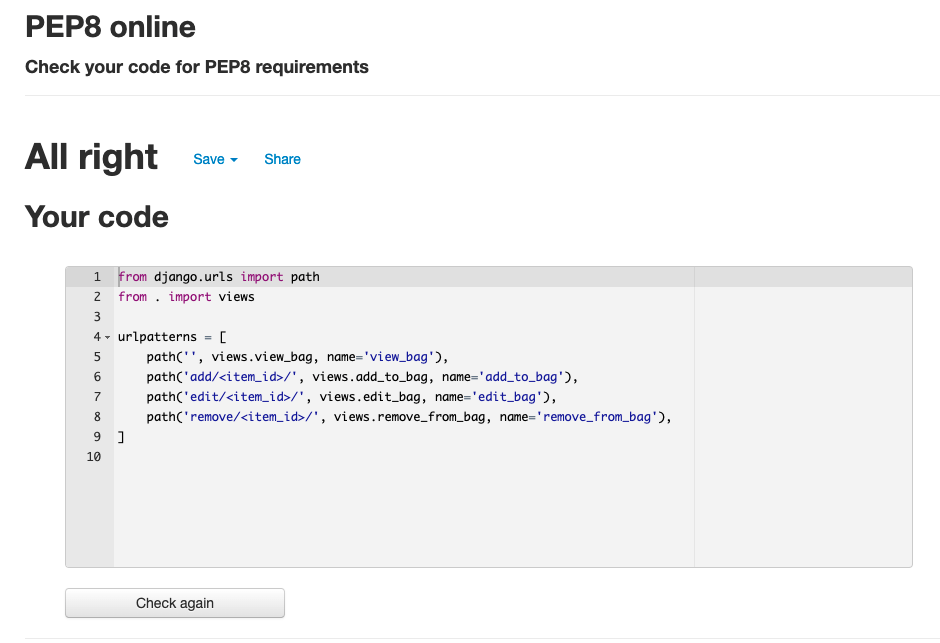 PEP8 online
Check your code for PEP8 requirements
All right Save Share
Your code
1 from django.urls import path
2 from . import views
3
4 urlpatterns = [
5     path('', views.view_bag, name='view_bag'),
6     path('add/<item_id>/', views.add_to_bag, name='add_to_bag'),
7     path('edit/<item_id>/', views.edit_bag, name='edit_bag'),
8     path('remove/<item_id>/', views.remove_from_bag, name='remove_from_bag'),
9 ]
10
Check again